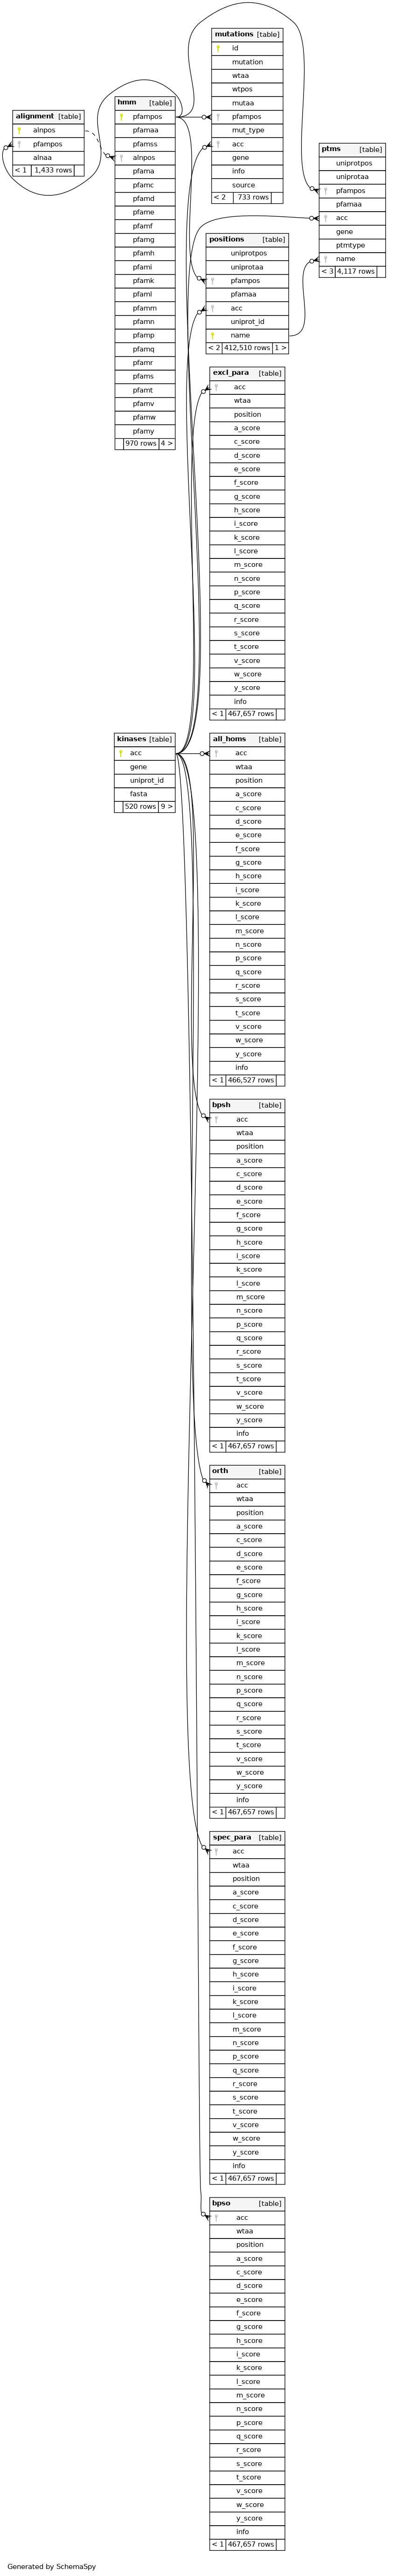 alignment [table]
alnpos
pfampos
alnaa
< 1 1,433 rows
hmm [table]
pfampos
pfamaa
pfamss
alnpos
pfama
pfamc
pfamd
pfame
pfamf
pfamg
pfamh
pfami
pfamk
pfaml
pfamm
pfamn
pfamp
pfamq
pfamr
pfams
pfamt
pfamv
pfamw
pfamy
970 rows 4 >
mutations [table]
id
mutation
wtaa
wtpos
mutaa
pfampos
mut_type
acc
gene
info
source
< 2 733 rows
ptms [table]
uniprotpos
uniprotaa
pfampos
pfamaa
acc
gene
ptmtype
name
< 3 4,117 rows
positions [table]
uniprotpos
uniprotaa
pfampos
pfamaa
acc
uniprot_id
name
< 2 412,510 rows 1 >
excl_para [table]
acc
wtaa
position
a_score
c_score
d_score
e_score
f_score
g_score
h_score
i_score
k_score
l_score
m_score
n_score
p_score
q_score
r_score
s_score
t_score
v_score
w_score
y_score
info
< 1 467,657 rows
kinases [table]
acc
gene
uniprot_id
fasta
520 rows 9 >
all_homs [table]
acc
wtaa
position
a_score
c_score
d_score
e_score
f_score
g_score
h_score
i_score
k_score
l_score
m_score
n_score
p_score
q_score
r_score
s_score
t_score
v_score
w_score
y_score
info
< 1 466,527 rows
bpsh [table]
acc
wtaa
position
a_score
c_score
d_score
e_score
f_score
g_score
h_score
i_score
k_score
l_score
m_score
n_score
p_score
q_score
r_score
s_score
t_score
v_score
w_score
y_score
info
< 1 467,657 rows
orth [table]
acc
wtaa
position
a_score
c_score
d_score
e_score
f_score
g_score
h_score
i_score
k_score
l_score
m_score
n_score
p_score
q_score
r_score
s_score
t_score
v_score
w_score
y_score
info
< 1 467,657 rows
spec_para [table]
acc
wtaa
position
a_score
c_score
d_score
e_score
f_score
g_score
h_score
i_score
k_score
l_score
m_score
n_score
p_score
q_score
r_score
s_score
t_score
v_score
w_score
y_score
info
< 1 467,657 rows
bpso [table]
acc
wtaa
position
a_score
c_score
d_score
e_score
f_score
g_score
h_score
i_score
k_score
l_score
m_score
n_score
p_score
q_score
r_score
s_score
t_score
v_score
w_score
y_score
info
< 1 467,657 rows
Generated by SchemaSpy